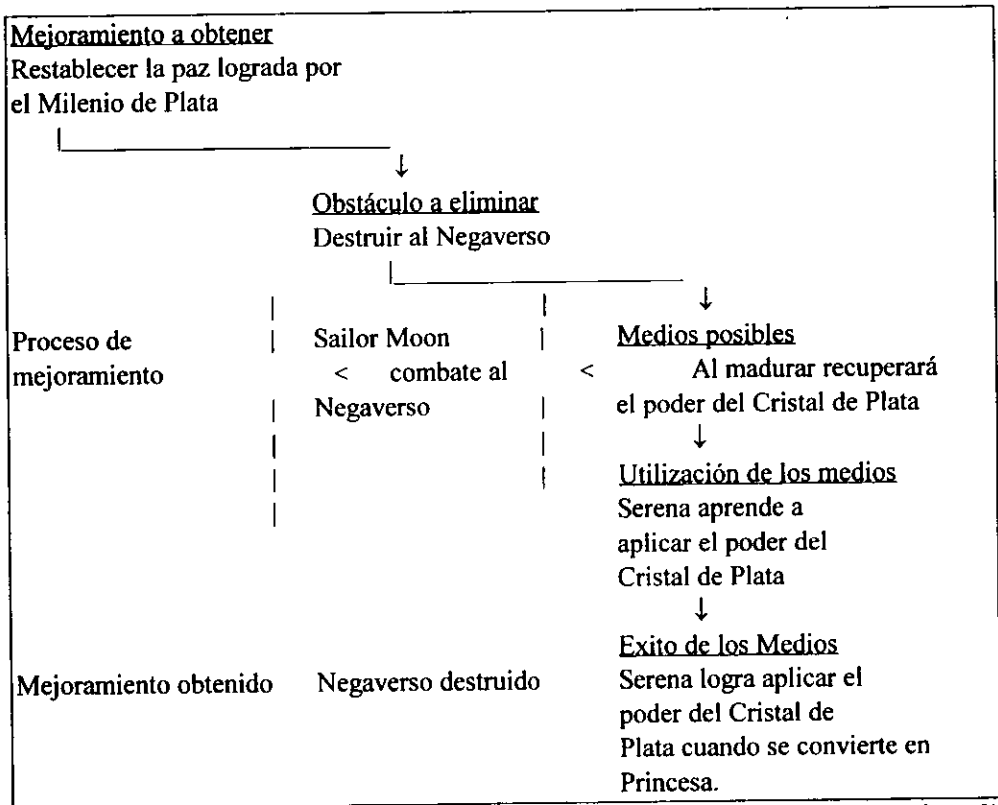 Mejoramiento a obtener
Restablecer la paz lograda por
el Milenio de Plata
↓
Obstáculo a eliminar
Destruir al Negaverso
↓
Proceso de
mejoramiento
Sailor Moon
< combate al <
Negaverso
Medios posibles
Al madurar recuperará
el poder del Cristal de Plata
↓
Utilización de los medios
Serena aprende a
aplicar el poder del
Cristal de Plata
↓
Exito de los Medios
Mejoramiento obtenido
Negaverso destruido
Serena logra aplicar el
poder del Cristal de
Plata cuando se convierte en
Princesa.